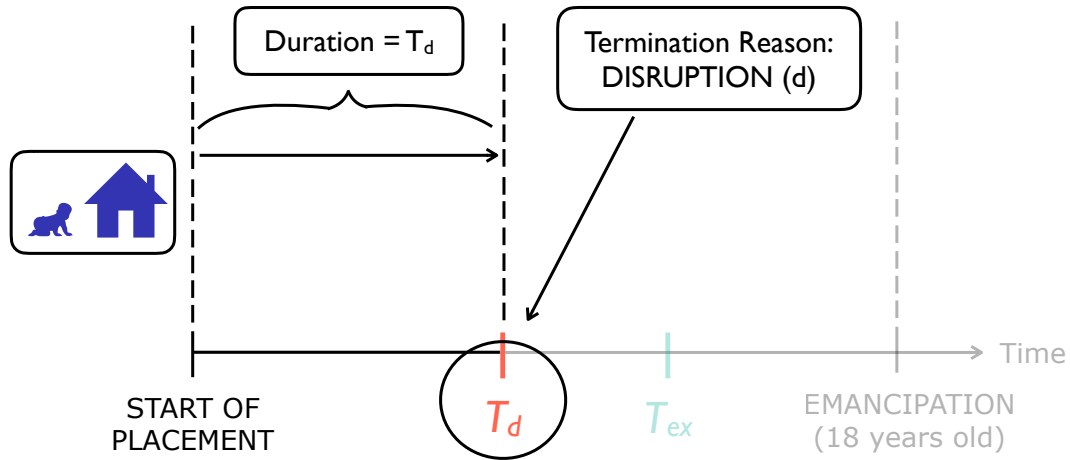 Duration = T_d
Termination Reason:
DISRUPTION (d)
Time
T_d
T_ex
START OF
PLACEMENT
EMANCIPATION
(18 years old)